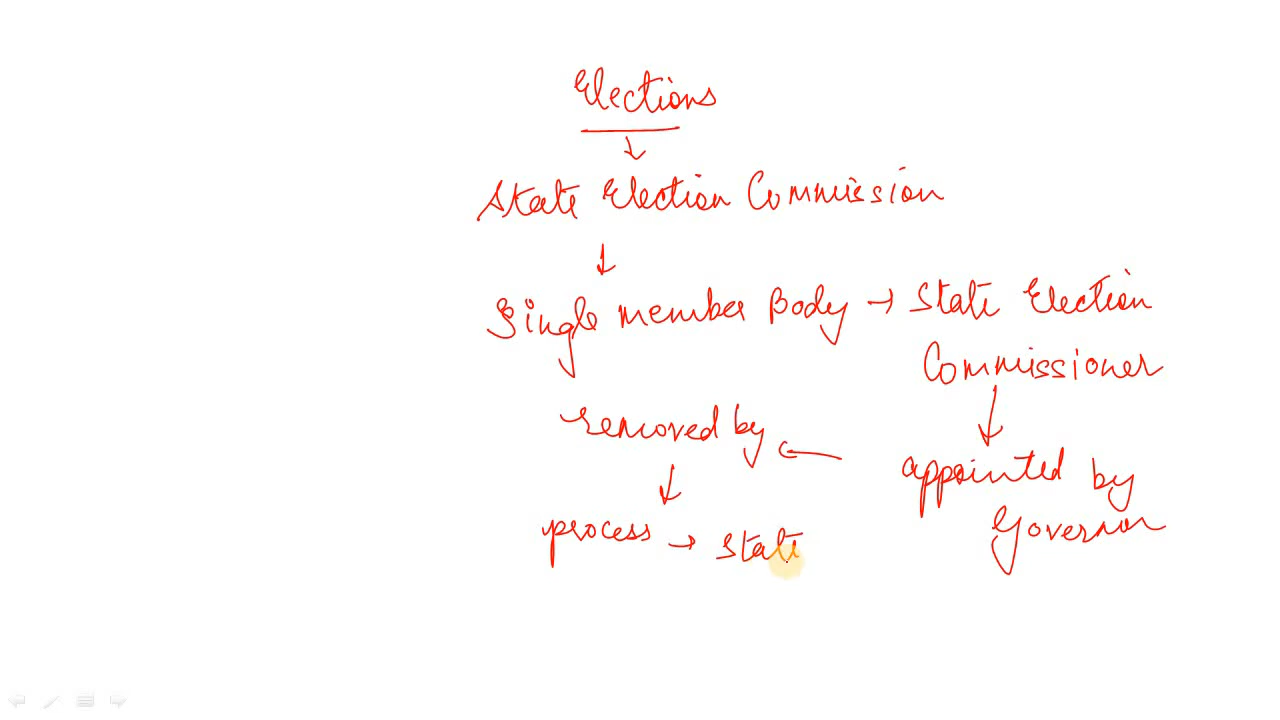 Elections
↓
State Election Commission
↓
Single member Body → State Election
Commissioner
↓
removed by ← appointed by
Governor
↓
process → State